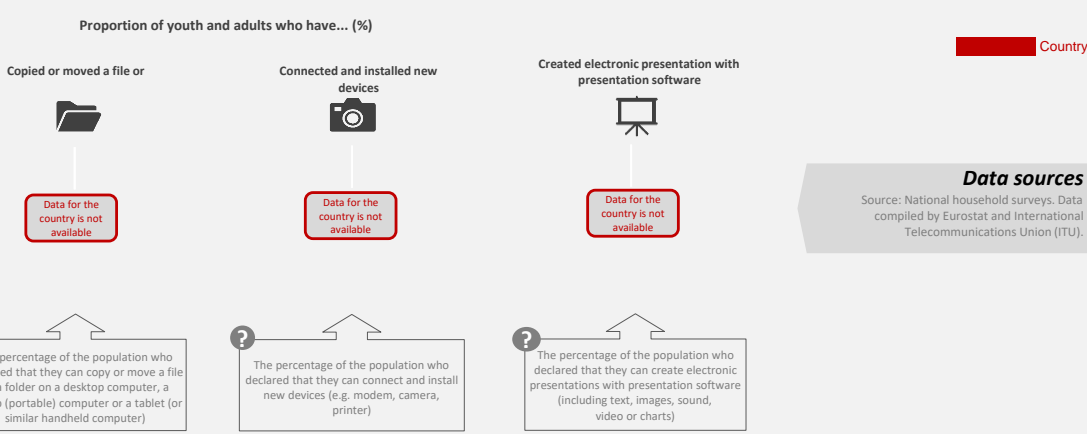 Proportion of youth and adults who have... (%)
Country
Copied or moved a file or
Connected and installed new
devices
Created electronic presentation with
presentation software
Data for the
country is not
available
Data for the
country is not
available
Data for the
country is not
available
Data sources
Source: National household surveys. Data
compiled by Eurostat and International
Telecommunications Union (ITU).
percentage of the population who
that they can copy or move a file
folder on a desktop computer, a
(portable) computer or a tablet (or
similar handheld computer)
?
The percentage of the population who
declared that they can connect and install
new devices (e.g. modem, camera,
printer)
?
The percentage of the population who
declared that they can create electronic
presentations with presentation software
(including text, images, sound,
video or charts)